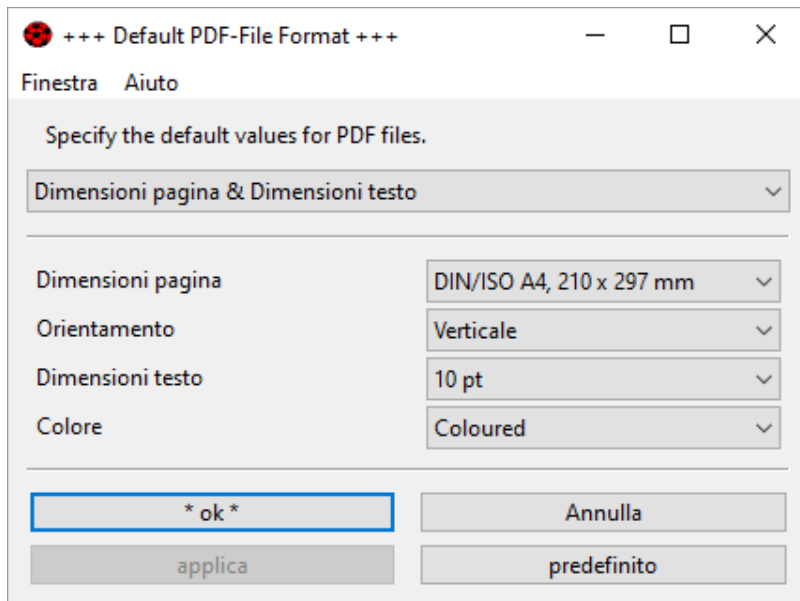 +++ Default PDF-File Format +++
Finestra Aiuto
Specify the default values for PDF files.
Dimensioni pagina & Dimensioni testo
Dimensioni pagina DIN/ISO A4, 210 x 297 mm
Orientamento Verticale
Dimensioni testo 10 pt
Colore Coloured
* ok * Annulla
applica predefinito